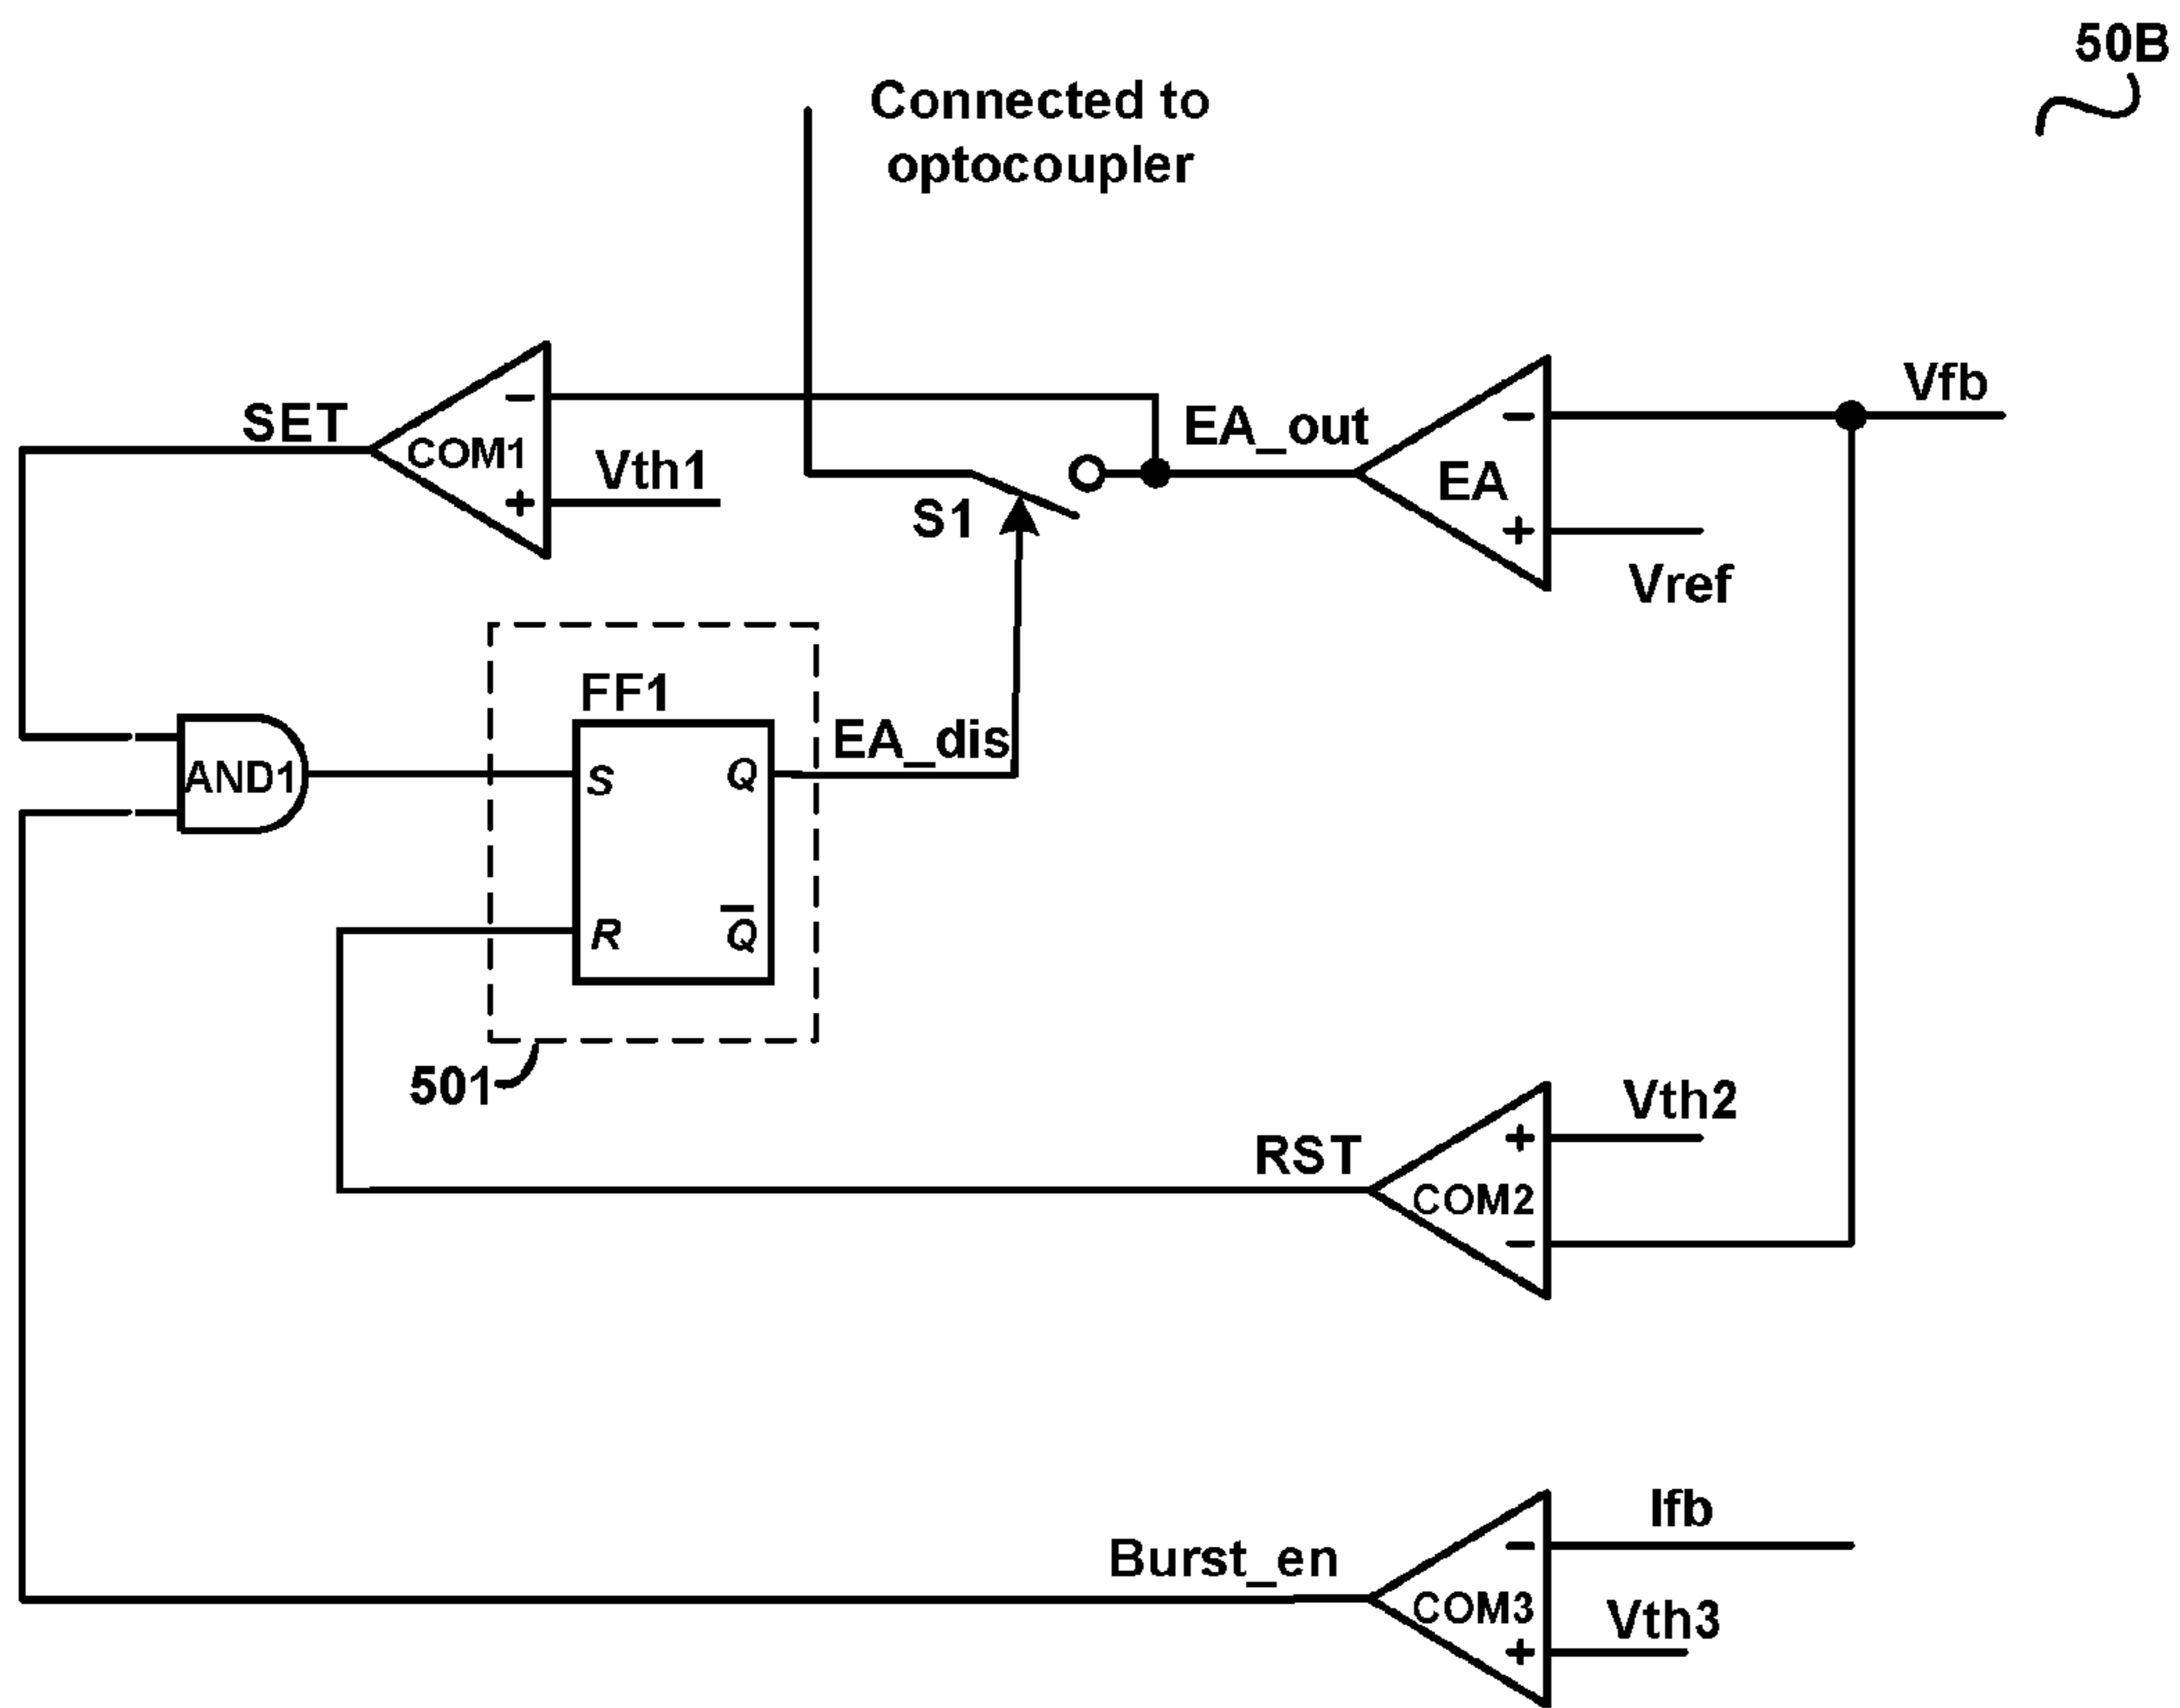 50B
Connected to
optocoupler
Vfb
SET
−
COM1
+
Vth1
EA_out
S1
−
EA
+
Vref
FF1
EA_dis
AND1
S
Q
R
Q̅
501
Vth2
RST
+
COM2
−
Ifb
Burst_en
−
COM3
+
Vth3